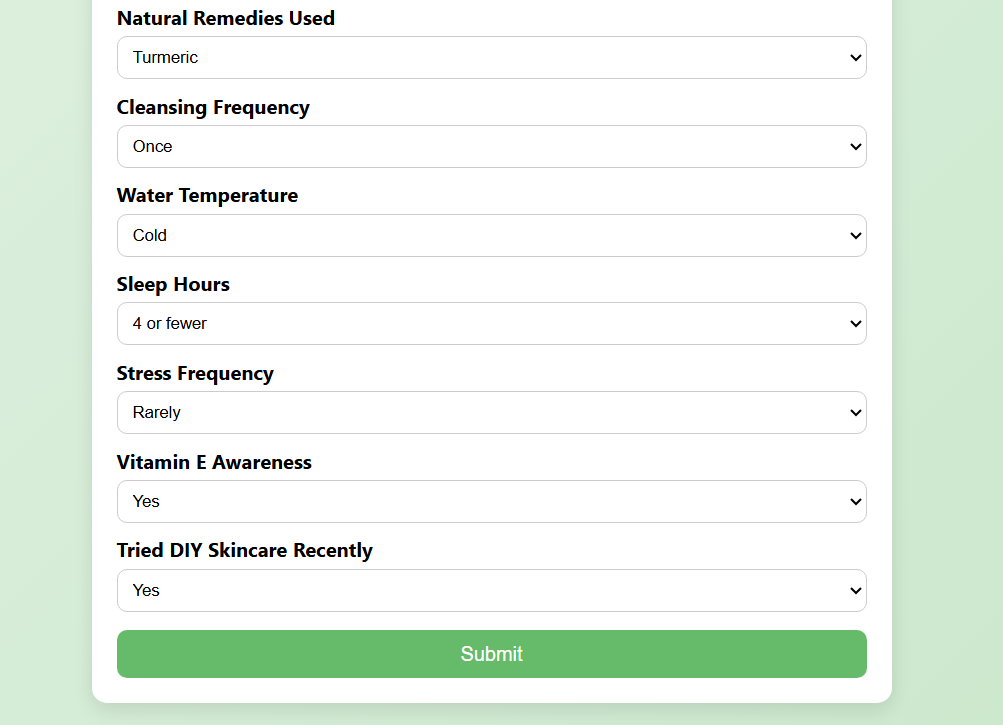 Natural Remedies Used
Turmeric
Cleansing Frequency
Once
Water Temperature
Cold
Sleep Hours
4 or fewer
Stress Frequency
Rarely
Vitamin E Awareness
Yes
Tried DIY Skincare Recently
Yes
Submit